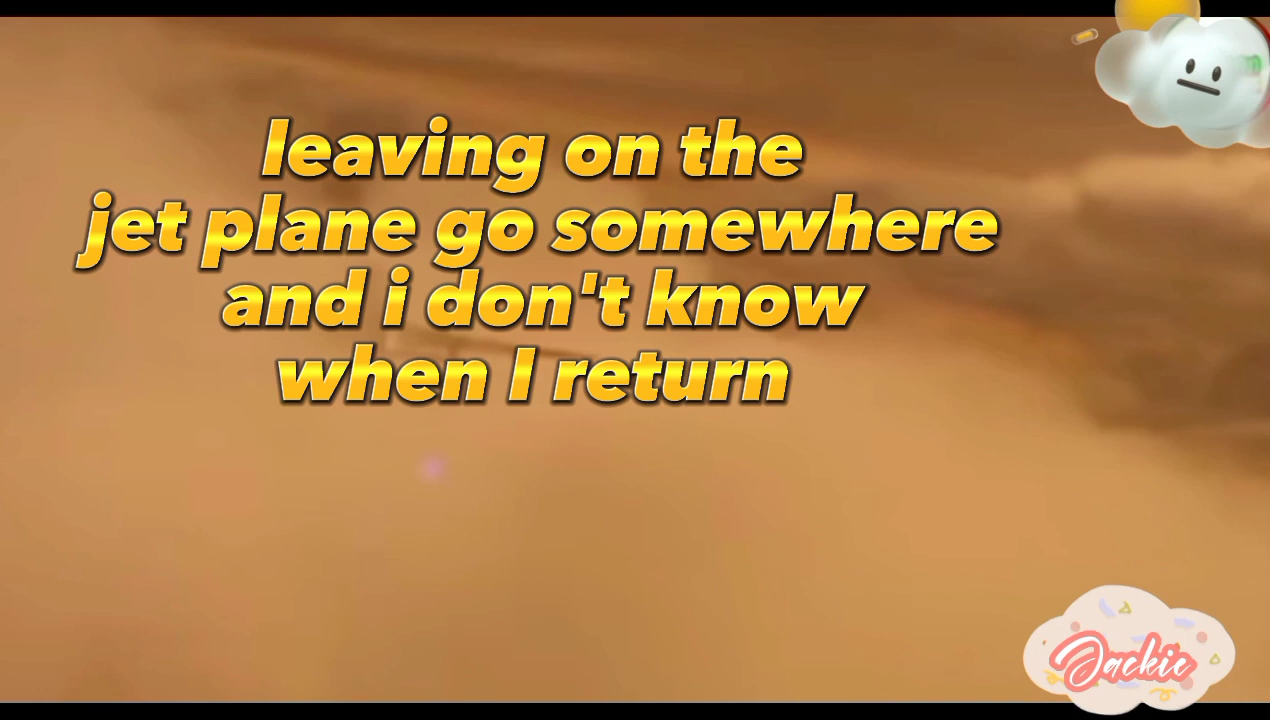 leaving on the
jet plane go somewhere
and i don't know
when I return
Jackie